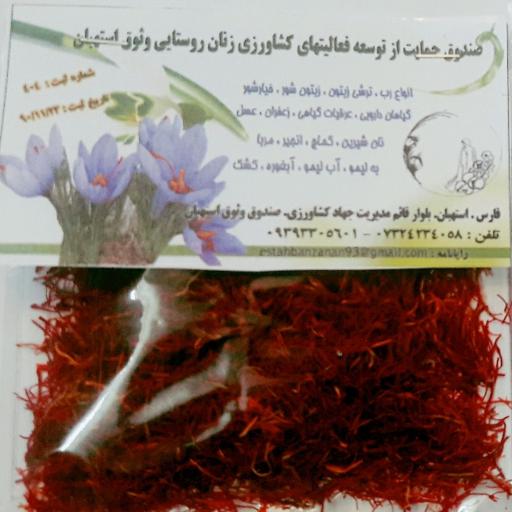 صندوق حمایت از توسعه فعالیتهای کشاورزی زنان روستایی وثوق استهبان
شماره ثبت: ۴۰۴
تاریخ ثبت: ۹۰/۱۱/۲۳
انواع رب، ترشی زیتون، زیتون شور، خیارشور
گیاهان دارویی، عرقیات گیاهی، زعفران، عسل
نان شیرین، کماج، انجیر، مربا
به لیمو، آب لیمو، آبغوره، کشک
فارس، استهبان، بلوار قائم مدیریت جهاد کشاورزی، صندوق وثوق استهبان
تلفن: ۰۷۳۲۴۲۳۴۰۵۸ - ۰۹۳۹۳۳۰۵۶۰۱
رایانامه: estahbanzanan93@gmail.com